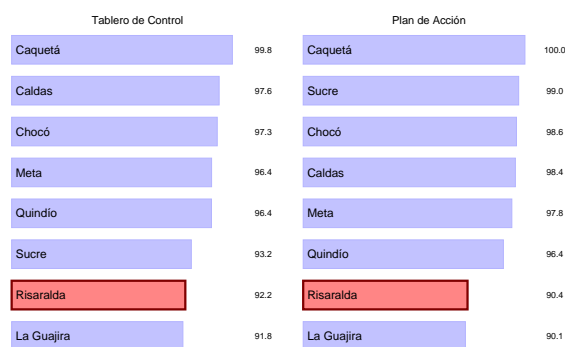 Tablero de Control
Caquetá 99.8
Caldas 97.6
Chocó 97.3
Meta 96.4
Quindío 96.4
Sucre 93.2
Risaralda 92.2
La Guajira 91.8
Plan de Acción
Caquetá 100.0
Sucre 99.0
Chocó 98.6
Caldas 98.4
Meta 97.8
Quindío 96.4
Risaralda 90.4
La Guajira 90.1